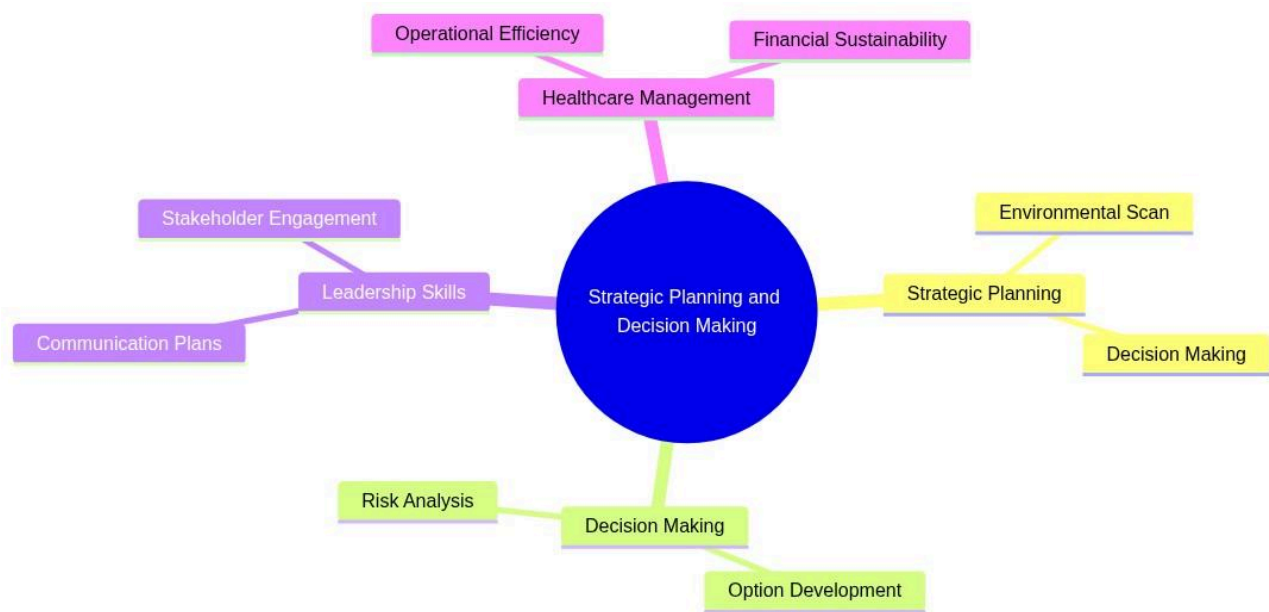 Operational Efficiency
Financial Sustainability
Healthcare Management
Stakeholder Engagement
Environmental Scan
Leadership Skills
Strategic Planning and
Decision Making
Strategic Planning
Communication Plans
Decision Making
Risk Analysis
Decision Making
Option Development